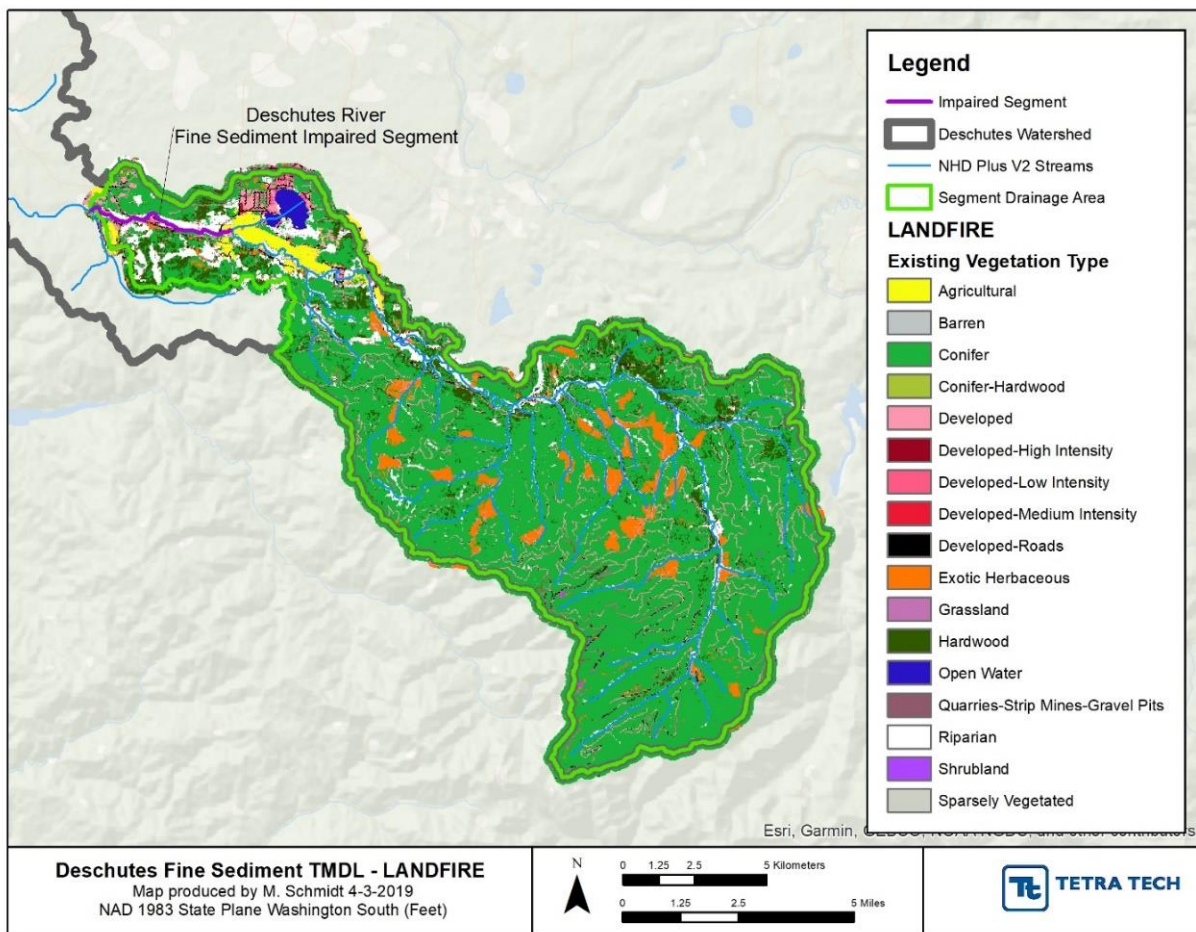 Deschutes River
Fine Sediment Impaired Segment
Legend
Impaired Segment
Deschutes Watershed
NHD Plus V2 Streams
Segment Drainage Area
LANDFIRE
Existing Vegetation Type
Agricultural
Barren
Conifer
Conifer-Hardwood
Developed
Developed-High Intensity
Developed-Low Intensity
Developed-Medium Intensity
Developed-Roads
Exotic Herbaceous
Grassland
Hardwood
Open Water
Quarries-Strip Mines-Gravel Pits
Riparian
Shrubland
Sparsely Vegetated
Esri, Garmin,
Deschutes Fine Sediment TMDL - LANDFIRE
Map produced by M. Schmidt 4-3-2019
NAD 1983 State Plane Washington South (Feet)
N
0 1.25 2.5 5 Kilometers
0 1.25 2.5 5 Miles
Tt TETRA TECH